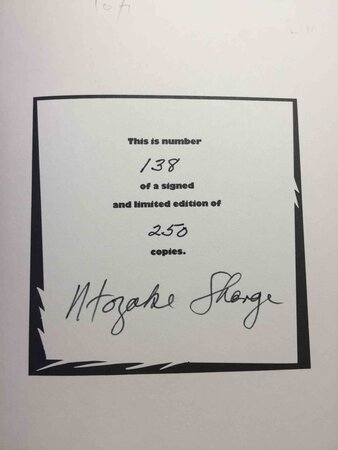 This is number
138
of a signed
and limited edition of
250
copies.
Ntozake Shange